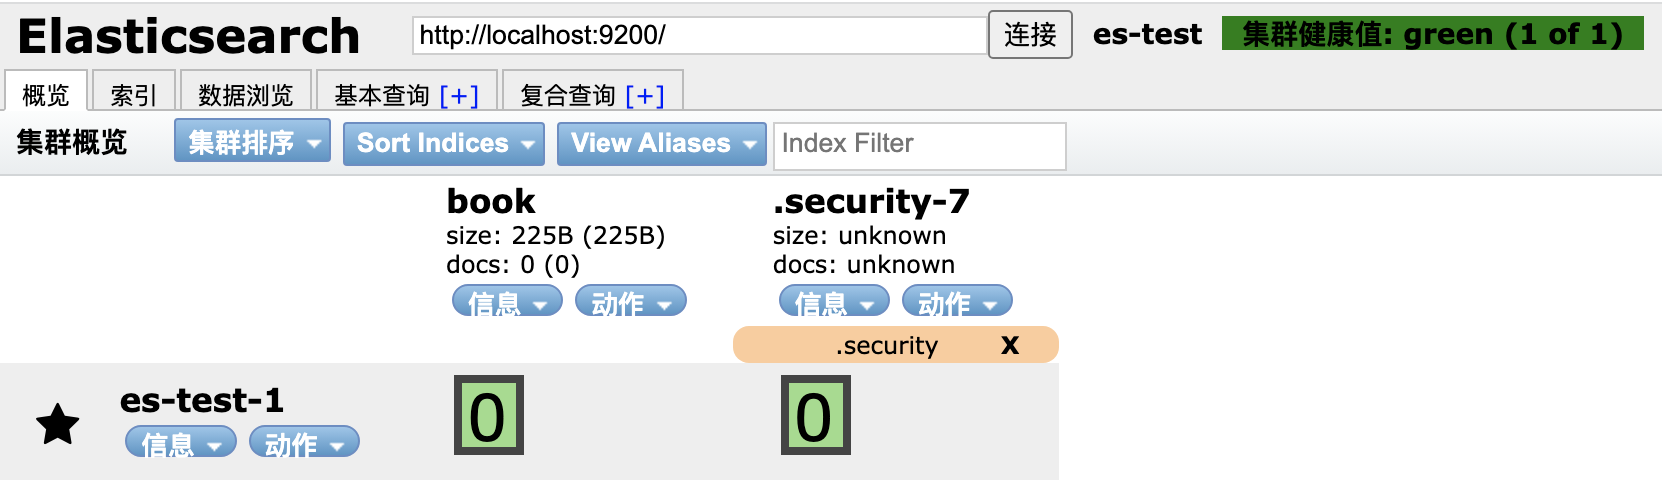 Elasticsearch http://localhost:9200/ 连接 es-test 集群健康值: green (1 of 1)
概览 索引 数据浏览 基本查询 [+] 复合查询 [+]
集群概览 集群排序 Sort Indices View Aliases Index Filter
book .security-7
size: 225B (225B) size: unknown
docs: 0 (0) docs: unknown
信息 动作 信息 动作
.security X
es-test-1 0 0
信息 动作